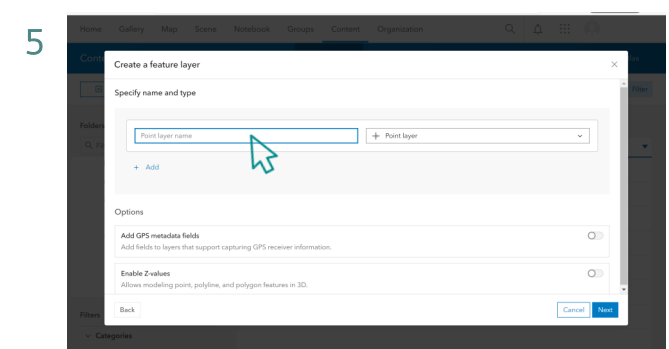 5
Home Gallery Map Scene Notebook Groups Content Organization
Create a feature layer
Specify name and type
Point layer name
+ Point layer
Folders
Filter
+ Add
Options
Add GPS metadata fields
Add fields to layers that support capturing GPS receiver information.
Enable Z-values
Allows modeling point, polyline, and polygon features in 3D.
Filters
Back Cancel Next
Categories